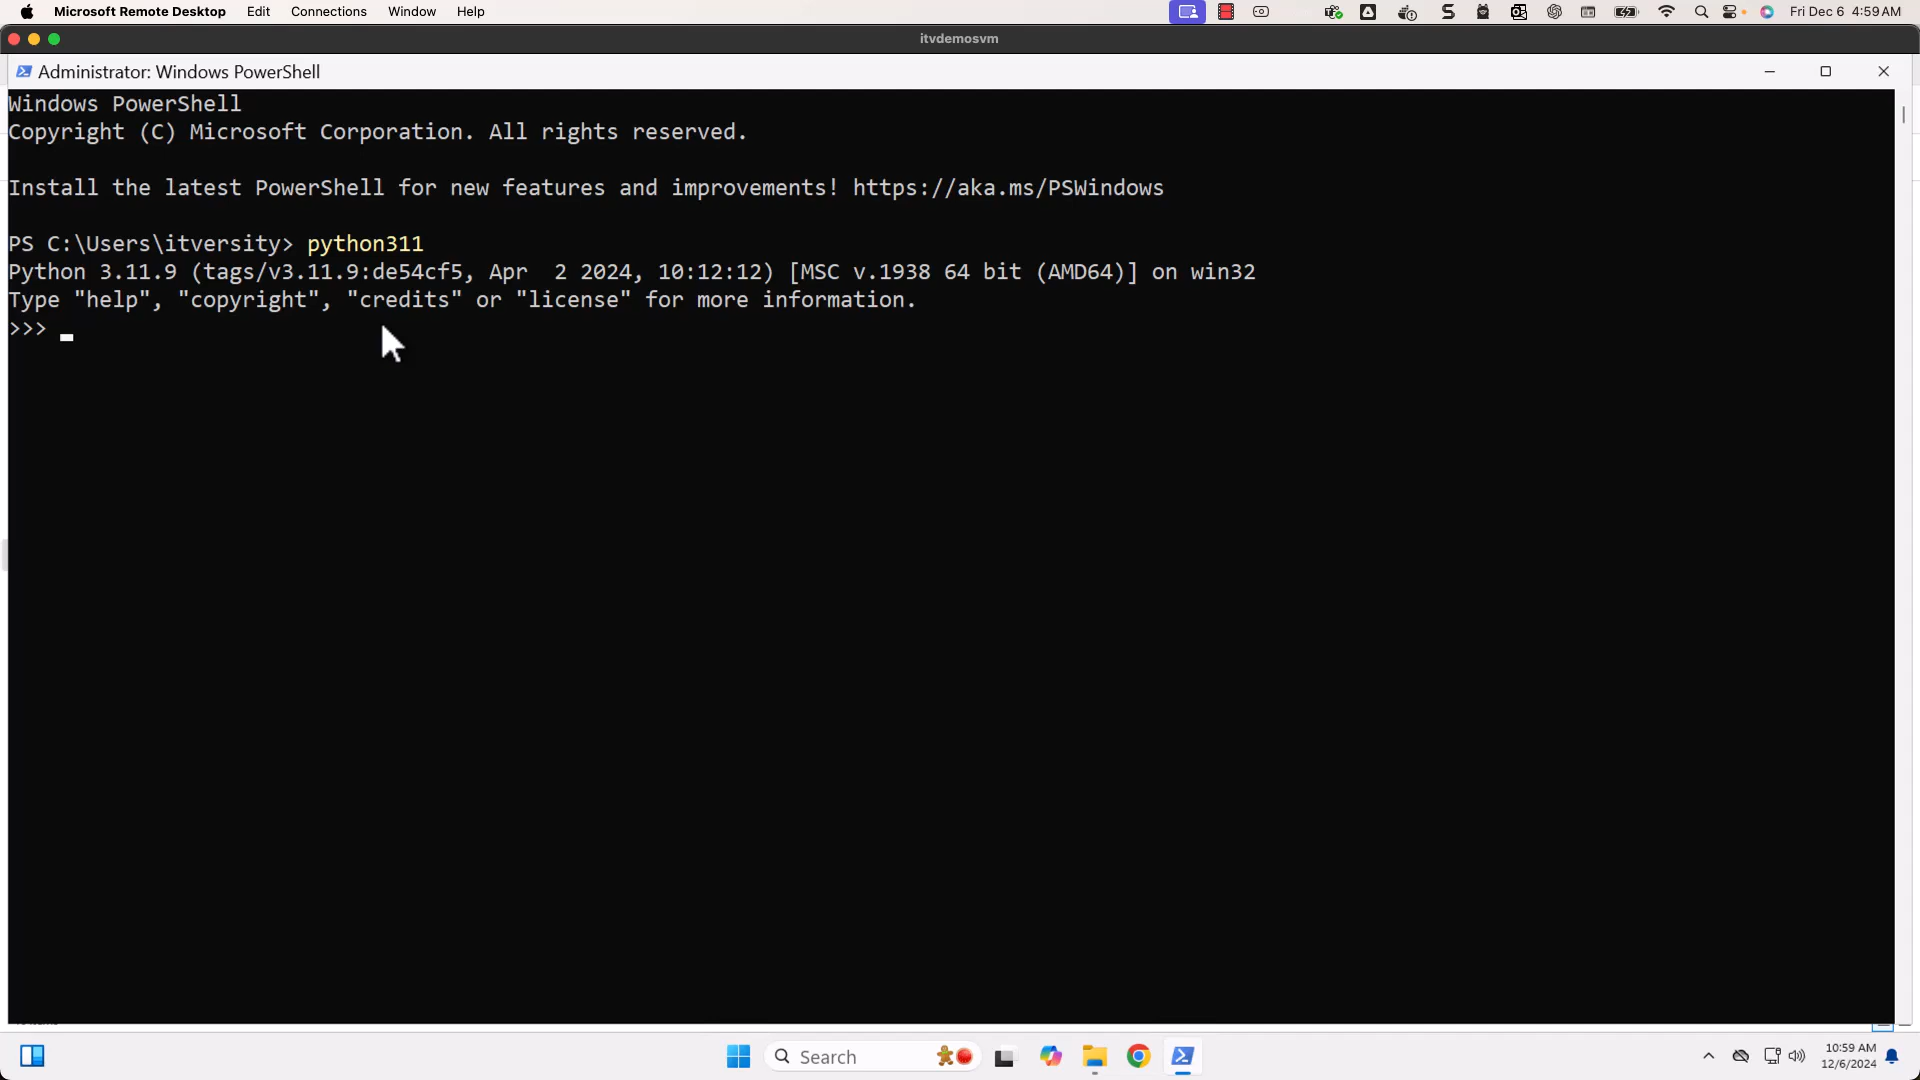 Microsoft Remote Desktop Edit Connections Window Help
Fri Dec 6 4:59 AM
itvdemosvm
Administrator: Windows PowerShell
Windows PowerShell
Copyright (C) Microsoft Corporation. All rights reserved.
Install the latest PowerShell for new features and improvements! https://aka.ms/PSWindows
PS C:\Users\itversity> python311
Python 3.11.9 (tags/v3.11.9:de54cf5, Apr  2 2024, 10:12:12) [MSC v.1938 64 bit (AMD64)] on win32
Type "help", "copyright", "credits" or "license" for more information.
>>>
Search
10:59 AM
12/6/2024